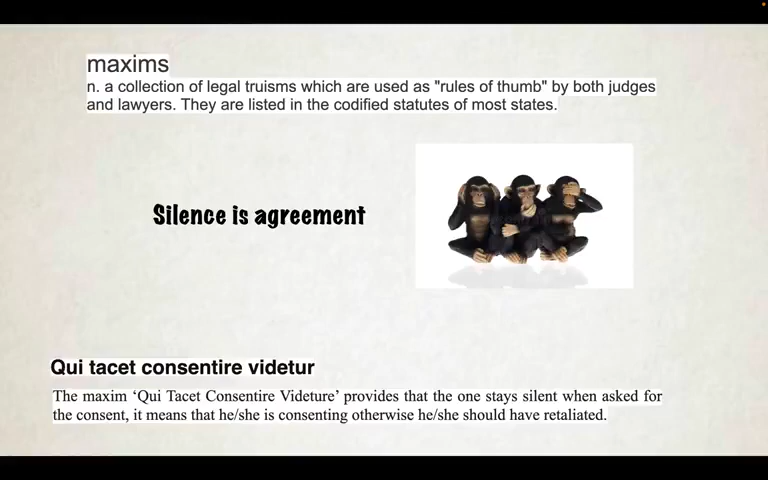 maxims
n. a collection of legal truisms which are used as "rules of thumb" by both judges
and lawyers. They are listed in the codified statutes of most states.
Silence is agreement
Qui tacet consentire videtur
The maxim ‘Qui Tacet Consentire Videture’ provides that the one stays silent when asked for
the consent, it means that he/she is consenting otherwise he/she should have retaliated.